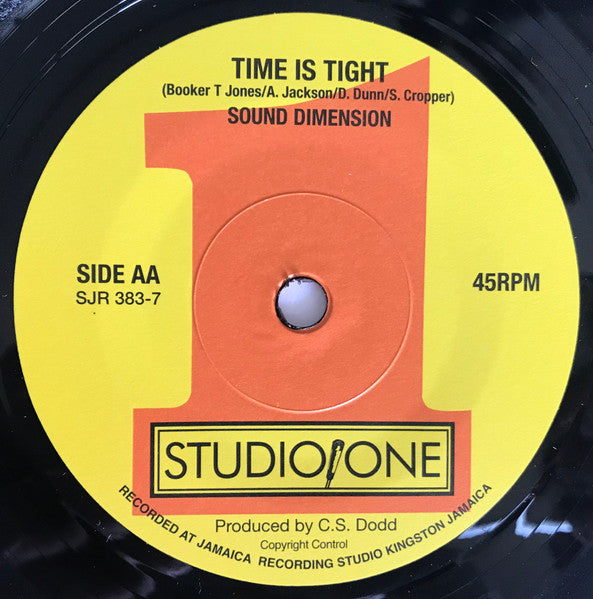 TIME IS TIGHT
(Booker T Jones/A. Jackson/D. Dunn/S. Cropper)
SOUND DIMENSION
SIDE AA
SJR 383-7
45RPM
STUDIO ONE
Produced by C.S. Dodd
Copyright Control
RECORDED AT JAMAICA RECORDING STUDIO KINGSTON JAMAICA